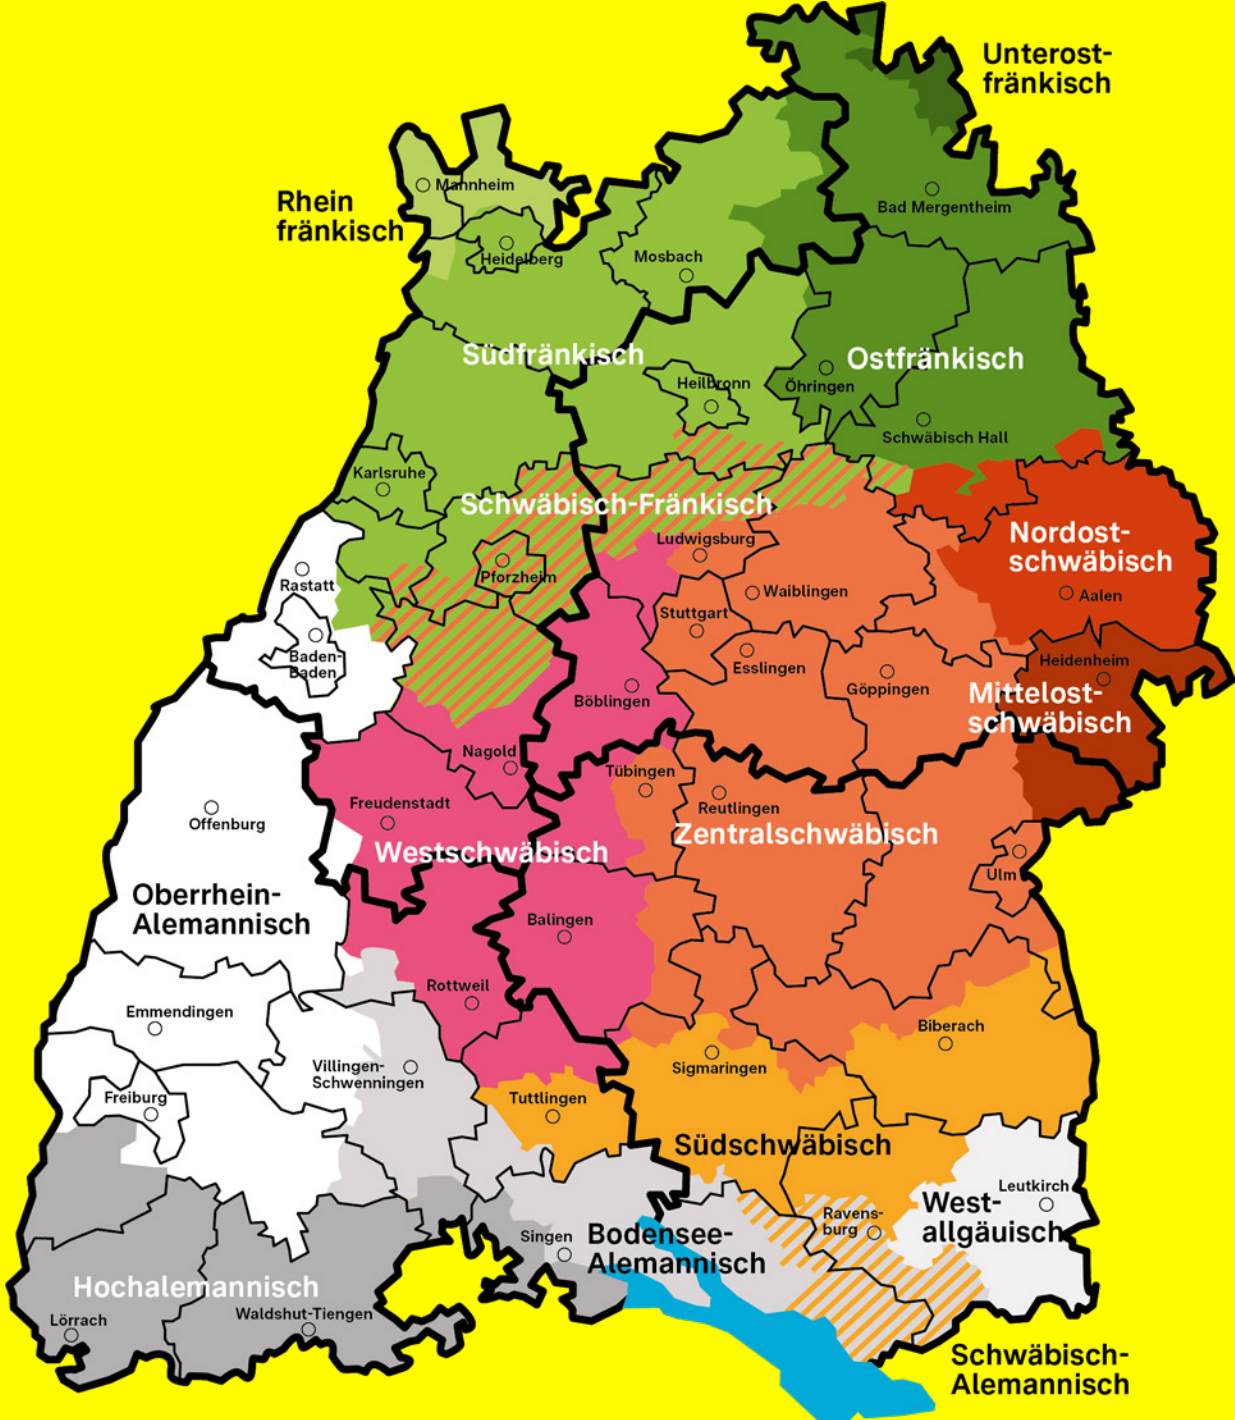 Unterost-
fränkisch
Rhein
fränkisch
Mannheim
Bad Mergentheim
Heidelberg
Mosbach
Südfränkisch
Ostfränkisch
Heilbronn
Öhringen
Schwäbisch Hall
Karlsruhe
Schwäbisch-Fränkisch
Nordost-
schwäbisch
Ludwigsburg
Pforzheim
Rastatt
Waiblingen
Aalen
Stuttgart
Baden-
Baden
Esslingen
Göppingen
Heidenheim
Böblingen
Mittelost-
schwäbisch
Nagold
Tübingen
Reutlingen
Freudenstadt
Offenburg
Zentralschwäbisch
Westschwäbisch
Ulm
Oberrhein-
Alemannisch
Balingen
Rottweil
Emmendingen
Biberach
Villingen-
Schwenningen
Sigmaringen
Freiburg
Tuttlingen
Südschwäbisch
Leutkirch
West-
allgäuisch
Ravens-
burg
Singen
Bodensee-
Alemannisch
Hochalemannisch
Lörrach
Waldshut-Tiengen
Schwäbisch-
Alemannisch